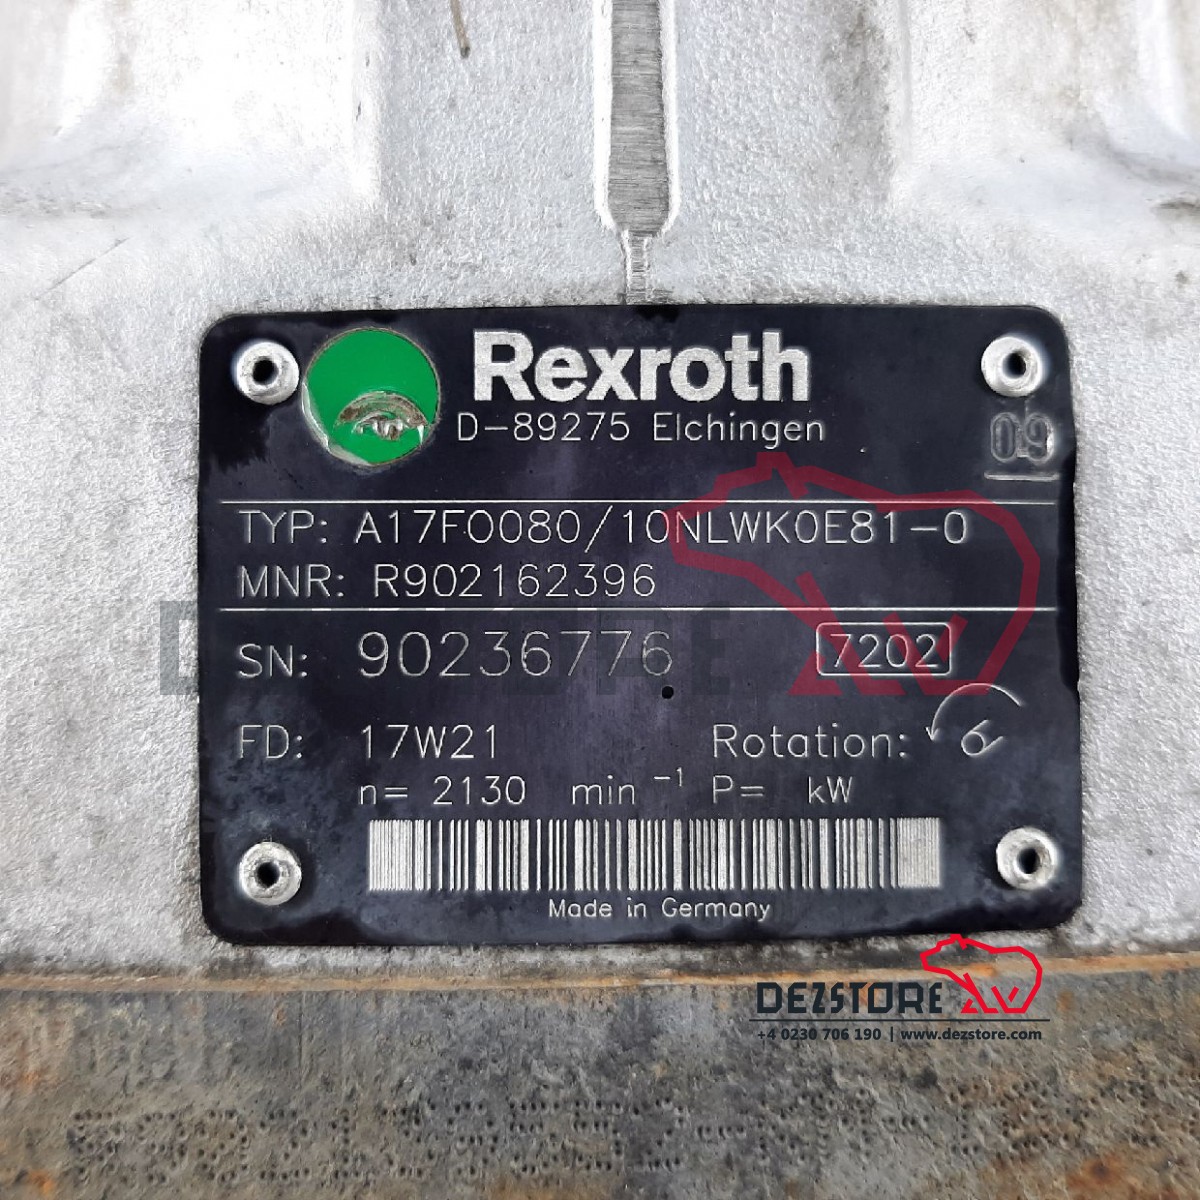 Rexroth
D-89275 Elchingen
09
TYP: A17FO080/10NLWK0E81-0
MNR: R902162396
SN: 90236776 7202
FD: 17W21 Rotation:
n= 2130 min⁻¹ P= kW
Made in Germany
DEZSTORE
+4 0230 706 190 | www.dezstore.com